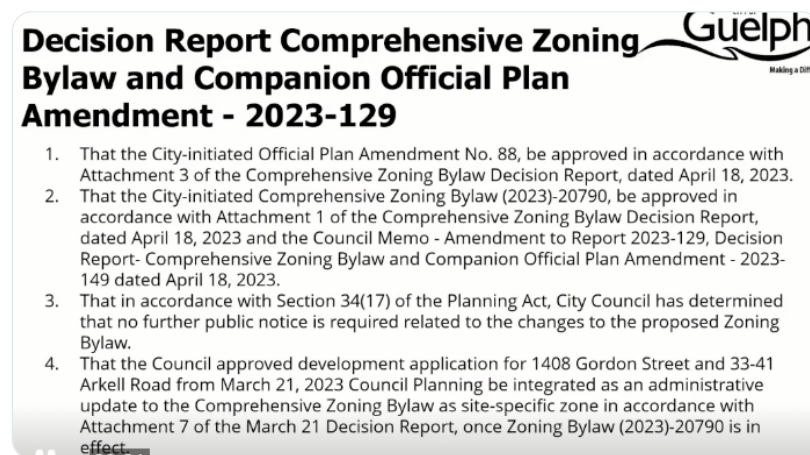 Decision Report Comprehensive Zoning
Bylaw and Companion Official Plan
Amendment - 2023-129
Guelph
Making a Diff
1. That the City-initiated Official Plan Amendment No. 88, be approved in accordance with
Attachment 3 of the Comprehensive Zoning Bylaw Decision Report, dated April 18, 2023.
2. That the City-initiated Comprehensive Zoning Bylaw (2023)-20790, be approved in
accordance with Attachment 1 of the Comprehensive Zoning Bylaw Decision Report,
dated April 18, 2023 and the Council Memo - Amendment to Report 2023-129, Decision
Report- Comprehensive Zoning Bylaw and Companion Official Plan Amendment - 2023-
149 dated April 18, 2023.
3. That in accordance with Section 34(17) of the Planning Act, City Council has determined
that no further public notice is required related to the changes to the proposed Zoning
Bylaw.
4. That the Council approved development application for 1408 Gordon Street and 33-41
Arkell Road from March 21, 2023 Council Planning be integrated as an administrative
update to the Comprehensive Zoning Bylaw as site-specific zone in accordance with
Attachment 7 of the March 21 Decision Report, once Zoning Bylaw (2023)-20790 is in
effect.